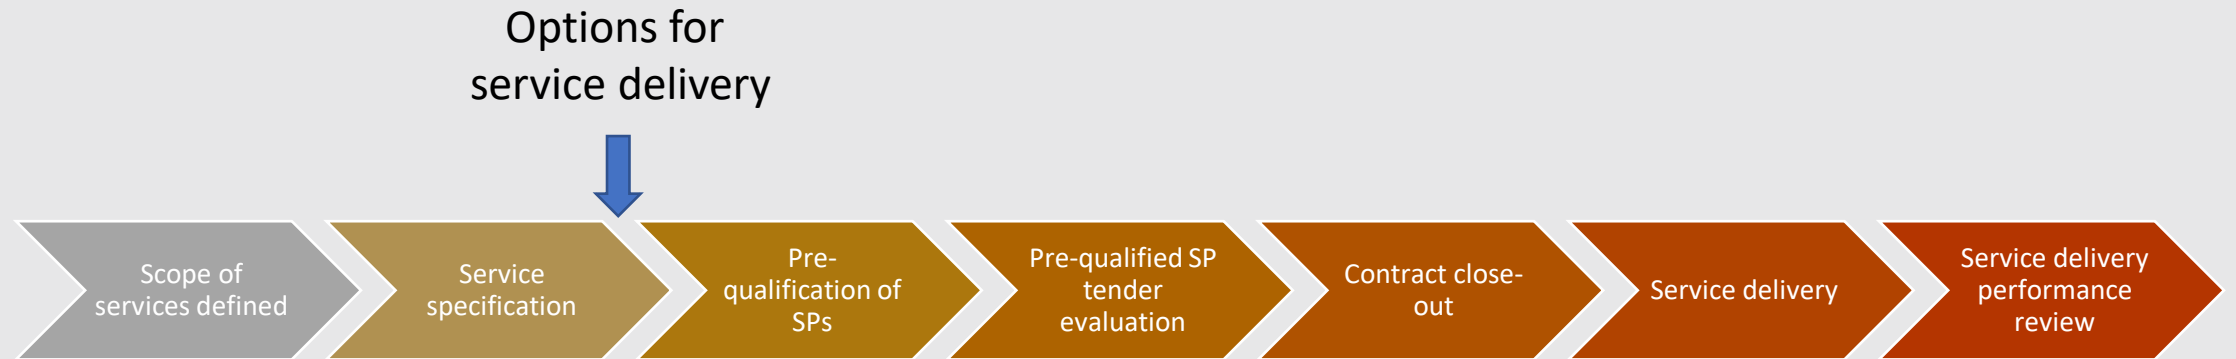 Options for
service delivery
Scope of
services defined
Service
specification
Pre-
qualification of
SPs
Pre-qualified SP
tender
evaluation
Contract close-
out
Service delivery
Service delivery
performance
review